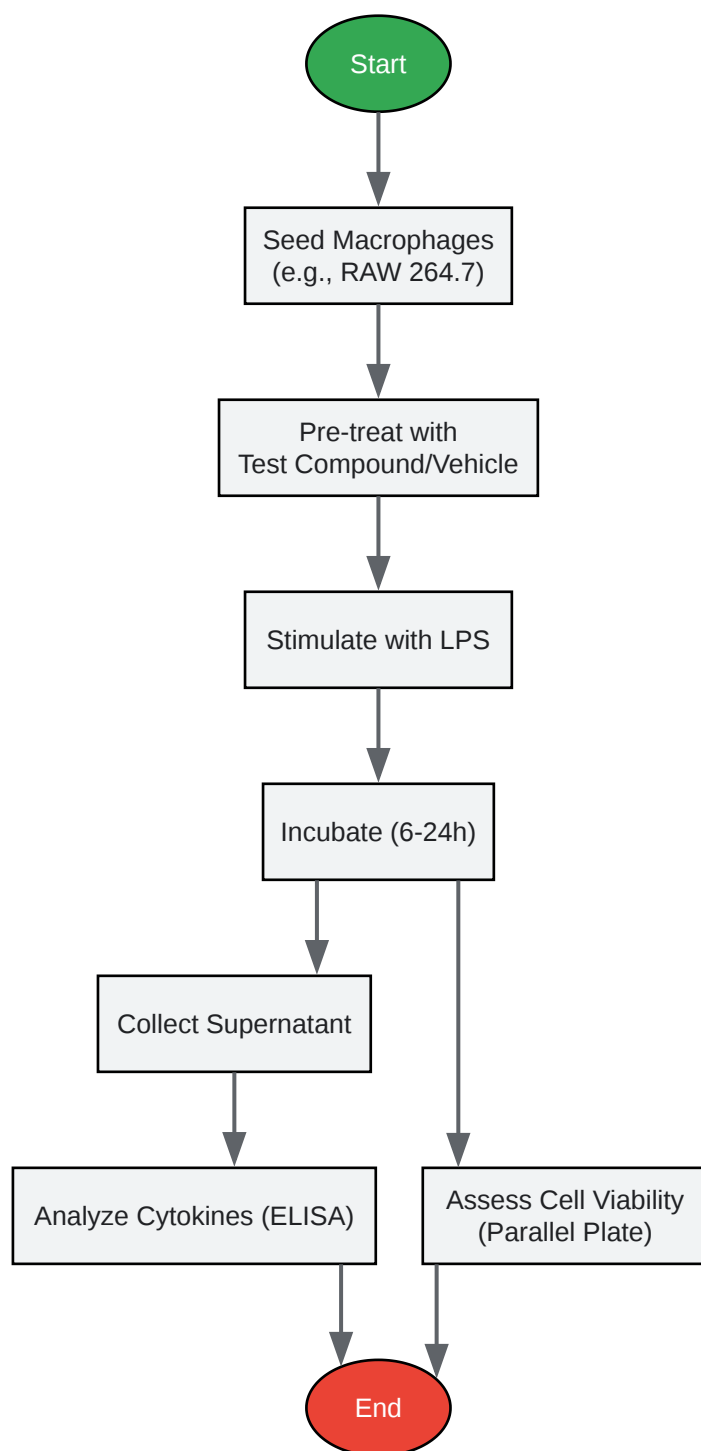 Start
Seed Macrophages
(e.g., RAW 264.7)
Pre-treat with
Test Compound/Vehicle
Stimulate with LPS
Incubate (6-24h)
Collect Supernatant
Analyze Cytokines (ELISA)
Assess Cell Viability
(Parallel Plate)
End